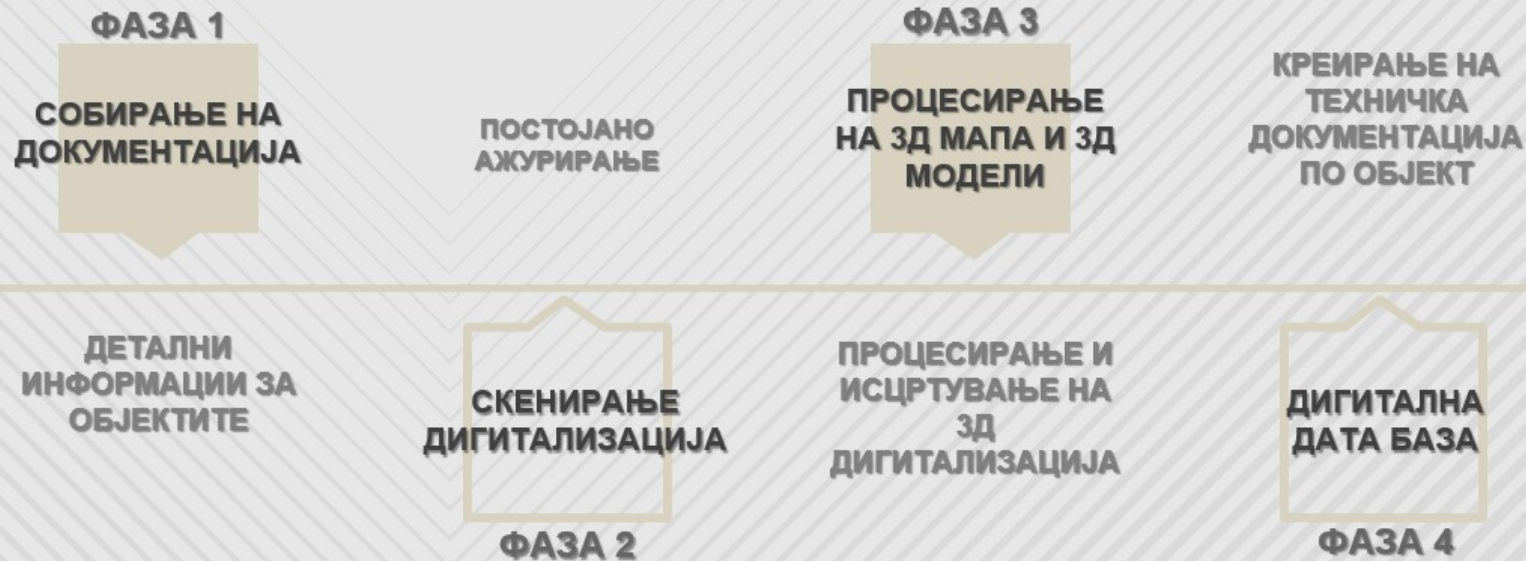 ФАЗА 1
СОБИРАЊЕ НА
ДОКУМЕНТАЦИЈА
ДЕТАЛНИ
ИНФОРМАЦИИ ЗА
ОБЈЕКТИТЕ
ПОСТОЈАНО
АЖУРИРАЊЕ
СКЕНИРАЊЕ
ДИГИТАЛИЗАЦИЈА
ФАЗА 2
ФАЗА 3
ПРОЦЕСИРАЊЕ
НА 3Д МАПА И 3Д
МОДЕЛИ
ПРОЦЕСИРАЊЕ И
ИСЦРТУВАЊЕ НА
3Д
ДИГИТАЛИЗАЦИЈА
КРЕИРАЊЕ НА
ТЕХНИЧКА
ДОКУМЕНТАЦИЈА
ПО ОБЈЕКТ
ДИГИТАЛНА
ДАТА БАЗА
ФАЗА 4